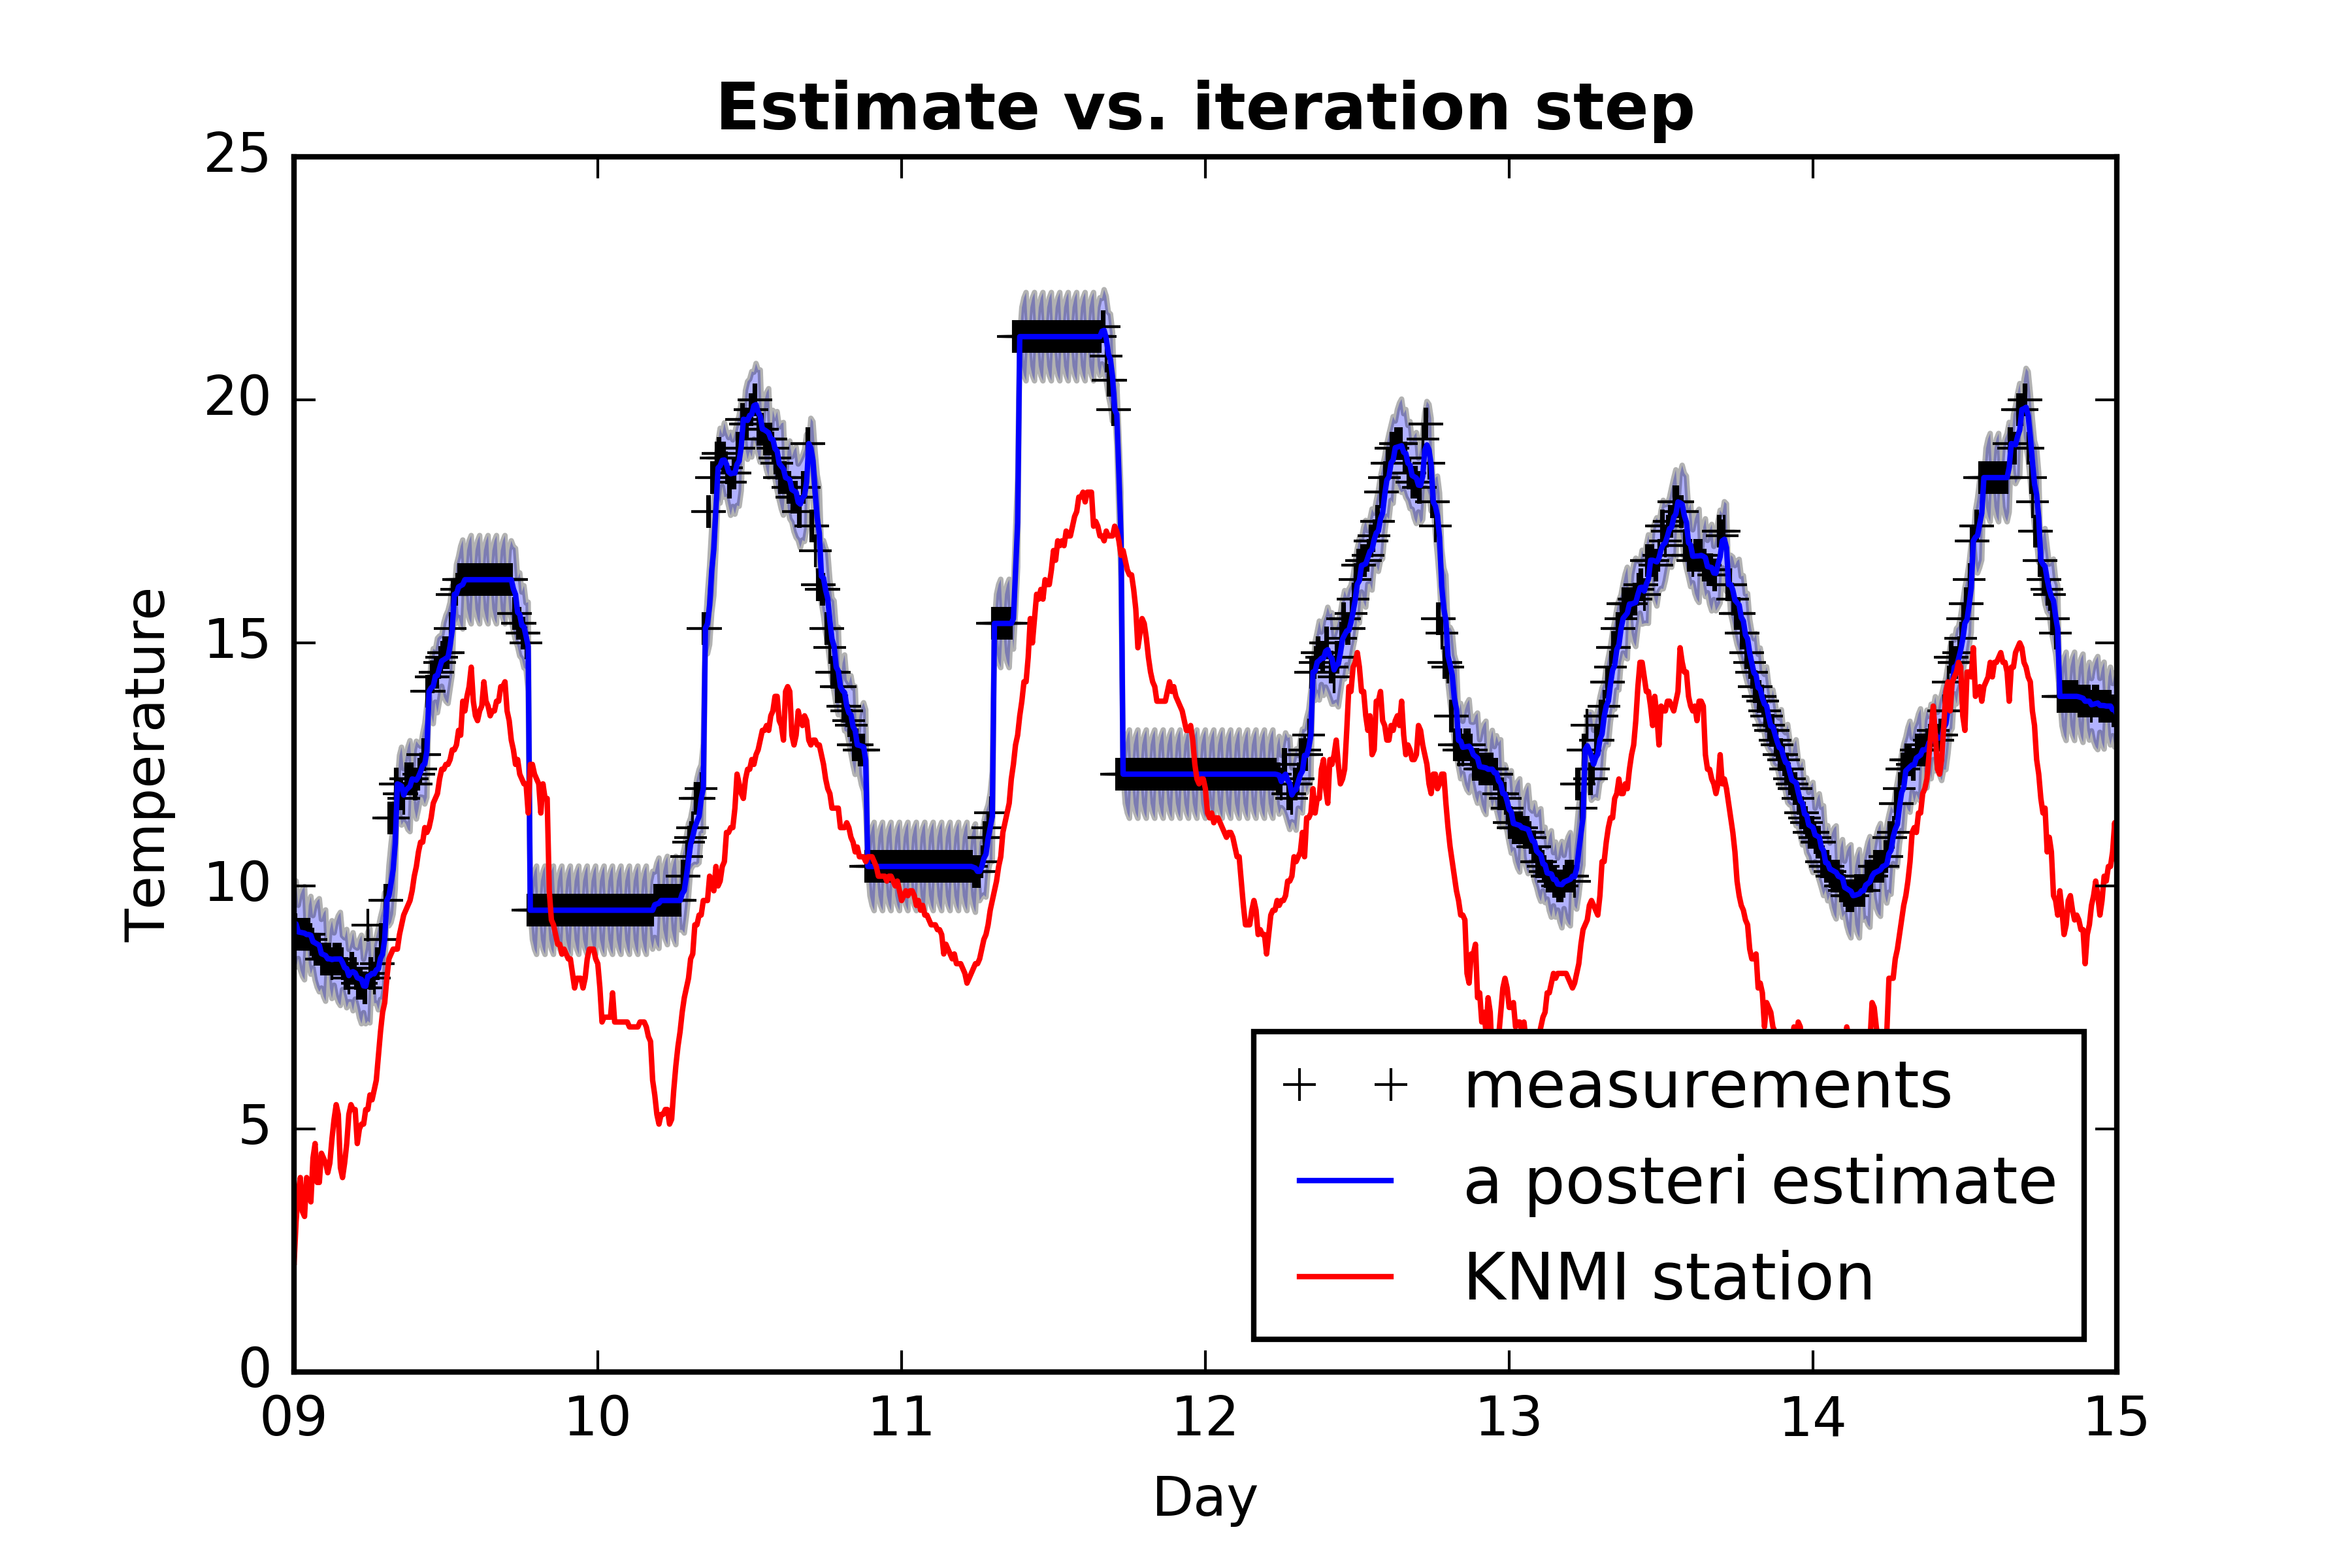 Estimate vs. iteration step
25
20
15
10
5
0
Temperature
measurements
a posteri estimate
KNMI station
09 10 11 12 13 14 15
Day